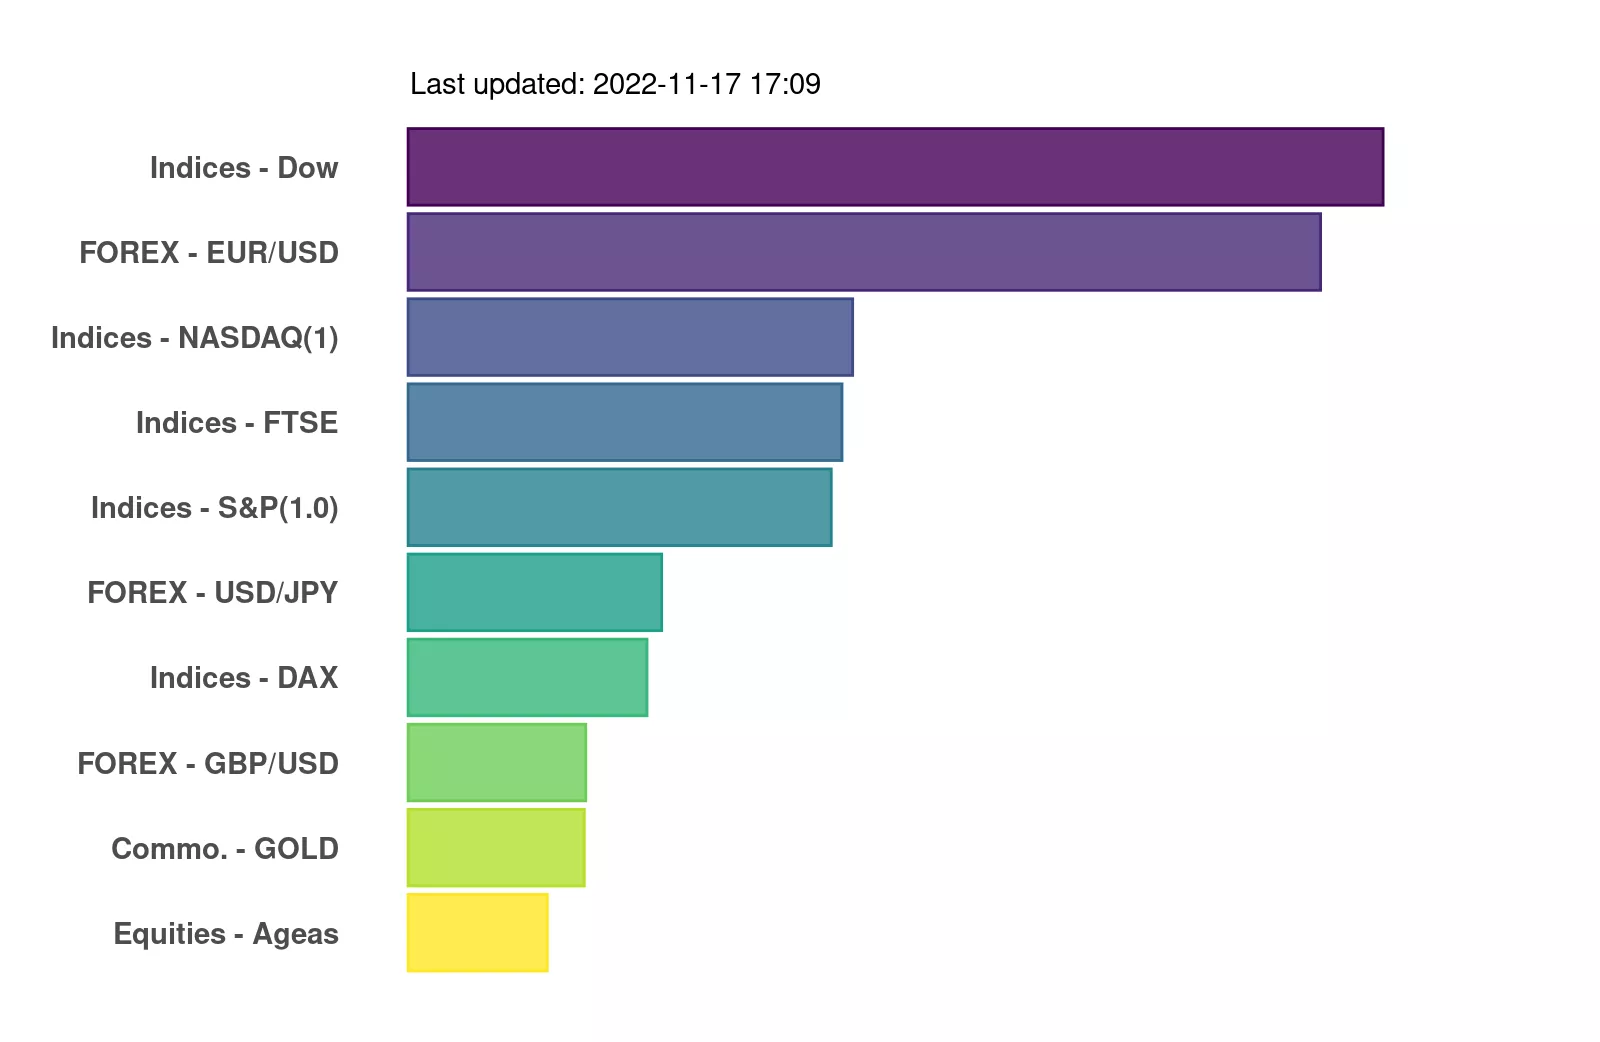 Last updated: 2022-11-17 17:09
Indices - Dow
FOREX - EUR/USD
Indices - NASDAQ(1)
Indices - FTSE
Indices - S&P(1.0)
FOREX - USD/JPY
Indices - DAX
FOREX - GBP/USD
Commo. - GOLD
Equities - Ageas